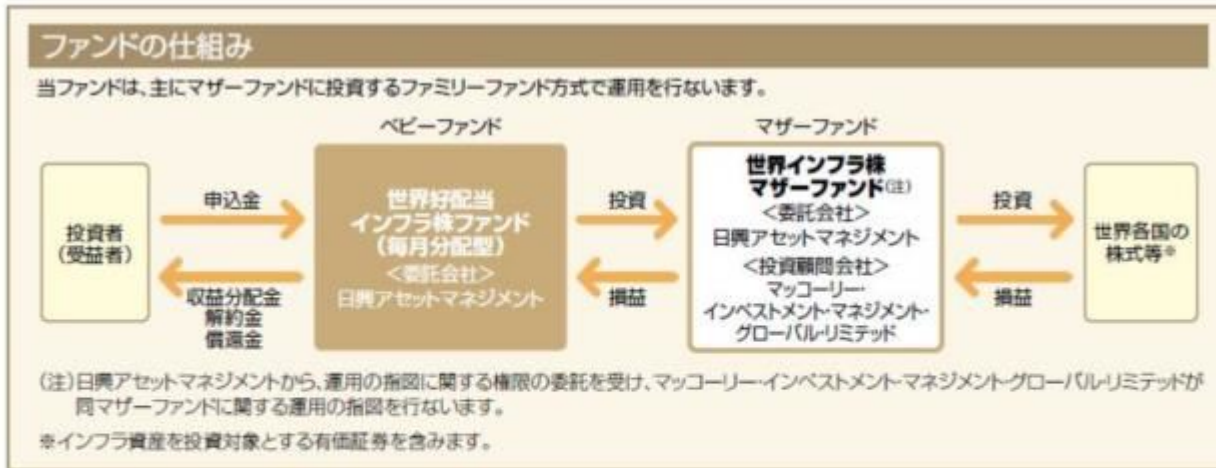 ファンドの仕組み
当ファンドは、主にマザーファンドに投資するファミリーファンド方式で運用を行ないます。
ベビーファンド
マザーファンド
投資者
(受益者)
申込金
収益分配金
解約金
償還金
世界好配当
インフラ株ファンド
(毎月分配型)
<委託会社>
日興アセットマネジメント
投資
損益
世界インフラ株
マザーファンド(注)
<委託会社>
日興アセットマネジメント
<投資顧問会社>
マッコーリー・
インベストメント・マネジメント・
グローバル・リミテッド
投資
損益
世界各国の
株式等※
(注)日興アセットマネジメントから、運用の指図に関する権限の委託を受け、マッコーリー・インベストメント・マネジメント・グローバル・リミテッドが
同マザーファンドに関する運用の指図を行ないます。
※インフラ資産を投資対象とする有価証券を含みます。